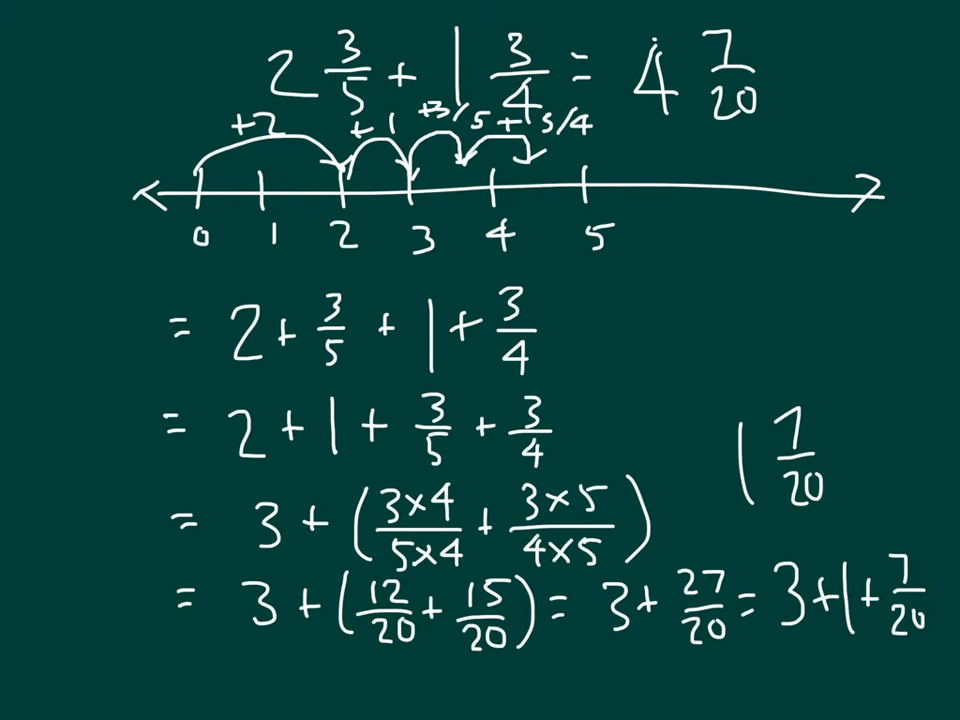 2 3/5 + 1 3/4 = 4 7/20
+2 +1 +3/5 + 3/4
0 1 2 3 4 5
= 2 + 3/5 + 1 + 3/4
= 2 + 1 + 3/5 + 3/4
1 7/20
= 3 + (3×4/5×4 + 3×5/4×5)
= 3 + (12/20 + 15/20) = 3 + 27/20 = 3 + 1 + 7/20